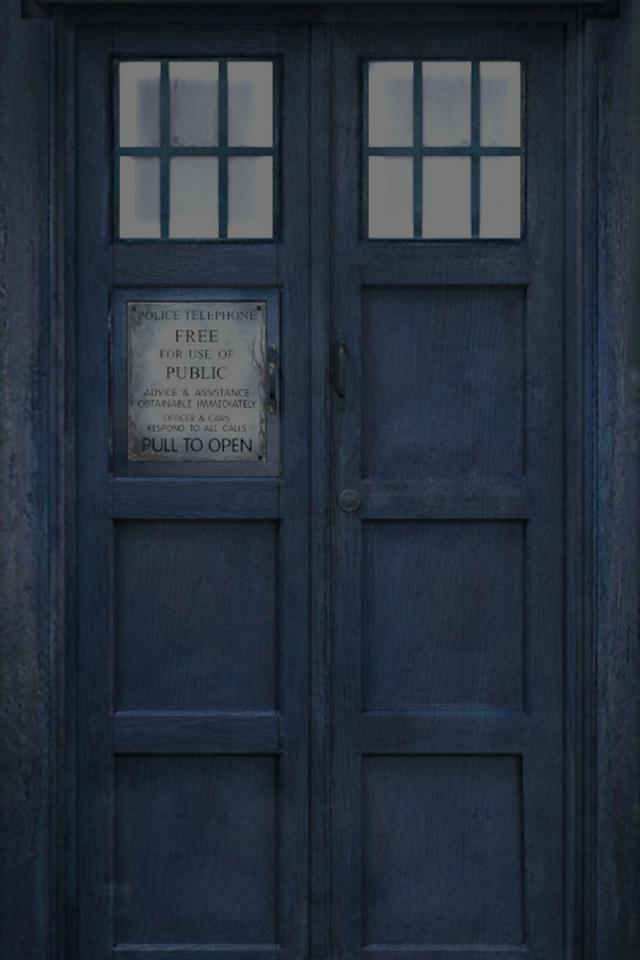 POLICE TELEPHONE
FREE
FOR USE OF
PUBLIC
ADVICE & ASSISTANCE
OBTAINABLE IMMEDIATELY
OFFICER & CARS
RESPOND TO ALL CALLS
PULL TO OPEN